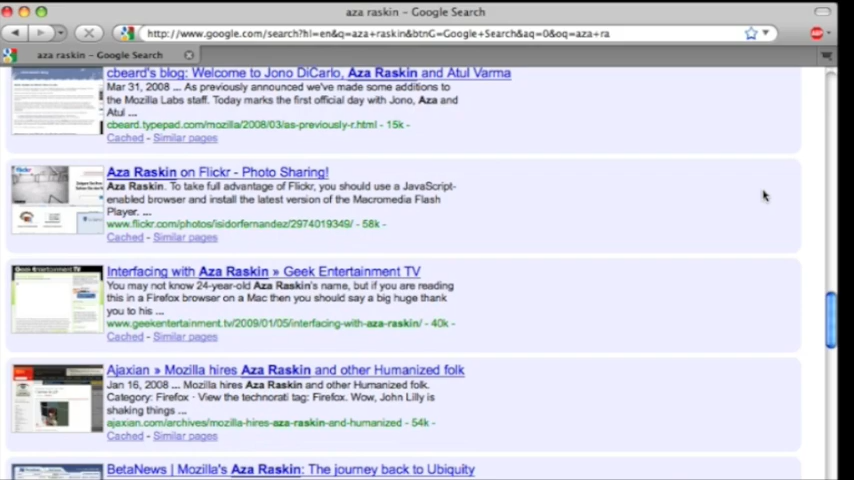 aza raskin - Google Search
http://www.google.com/search?hl=en&q=aza+raskin&btnG=Google+Search&aq=0&oq=aza+ra
aza raskin - Google Search
cbeard's blog: Welcome to Jono DiCarlo, Aza Raskin and Atul Varma
Mar 31, 2008 ... As previously announced we've made some additions to
the Mozilla Labs staff. Today marks the first official day with Jono, Aza and
Atul ...
cbeard.typepad.com/mozilla/2008/03/as-previously-r.html - 15k -
Cached - Similar pages
Aza Raskin on Flickr - Photo Sharing!
Aza Raskin. To take full advantage of Flickr, you should use a JavaScript-
enabled browser and install the latest version of the Macromedia Flash
Player. ...
www.flickr.com/photos/isidorfernandez/2974019349/ - 58k -
Cached - Similar pages
Interfacing with Aza Raskin » Geek Entertainment TV
You may not know 24-year-old Aza Raskin's name, but if you are reading
this in a Firefox browser on a Mac then you should say a big huge thank
you to his ...
www.geekentertainment.tv/2009/01/05/interfacing-with-aza-raskin/ - 40k -
Cached - Similar pages
Ajaxian » Mozilla hires Aza Raskin and other Humanized folk
Jan 16, 2008 ... Mozilla hires Aza Raskin and other Humanized folk.
Category: Firefox · View the technorati tag: Firefox. Wow, John Lilly is
shaking things ...
ajaxian.com/archives/mozilla-hires-aza-raskin-and-humanized - 54k -
Cached - Similar pages
BetaNews | Mozilla's Aza Raskin: The journey back to Ubiquity